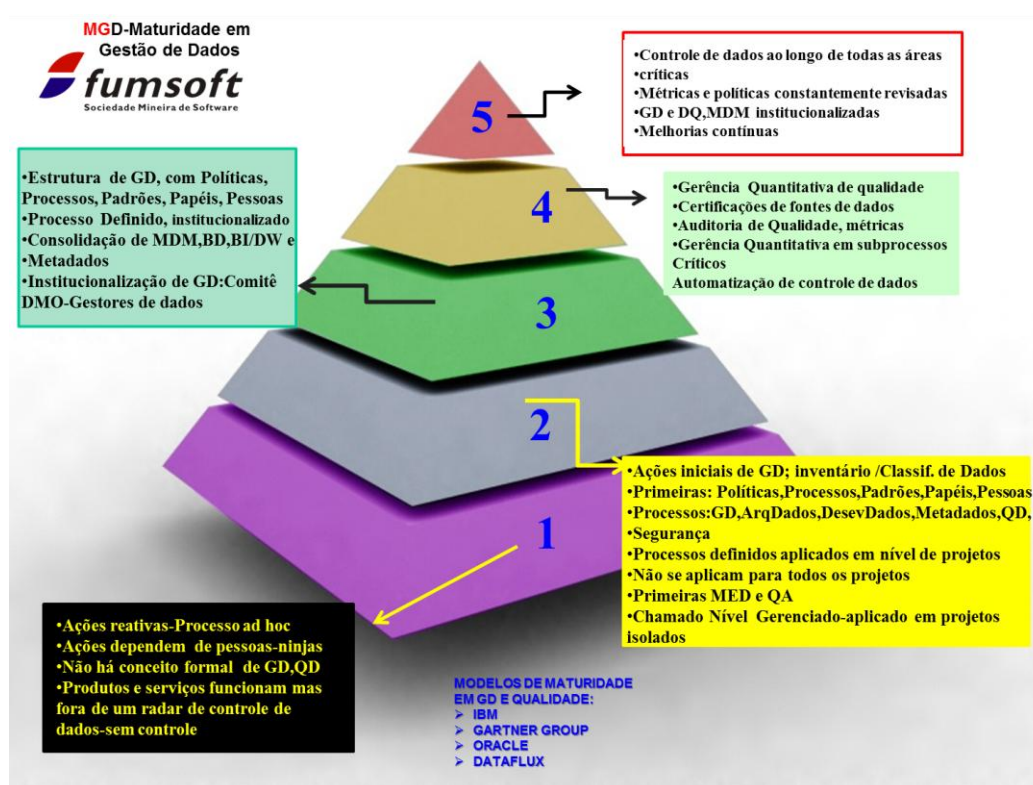 MGD-Maturidade em
Gestão de Dados
fumsoft
Sociedade Mineira de Software
5
•Controle de dados ao longo de todas as áreas
•críticas
•Métricas e políticas constantemente revisadas
•GD e DQ,MDM institucionalizadas
•Melhorias contínuas
•Estrutura de GD, com Políticas,
Processos, Padrões, Papéis, Pessoas
•Processo Definido, institucionalizado
•Consolidação de MDM,BD,BI/DW e
•Metadados
•Institucionalização de GD:Comitê
DMO-Gestores de dados
4
•Gerência Quantitativa de qualidade
•Certificações de fontes de dados
•Auditoria de Qualidade, métricas
•Gerência Quantitativa em subprocessos
Críticos
Automatização de controle de dados
3
2
•Ações iniciais de GD; inventário /Classif. de Dados
•Primeiras: Políticas,Processos,Padrões,Papéis,Pessoas
•Processos:GD,ArqDados,DesevDados,Metadados,QD,
•Segurança
•Processos definidos aplicados em nível de projetos
•Não se aplicam para todos os projetos
•Primeiras MED e QA
•Chamado Nível Gerenciado-aplicado em projetos
isolados
1
•Ações reativas-Processo ad hoc
•Ações dependem de pessoas-ninjas
•Não há conceito formal de GD,QD
•Produtos e serviços funcionam mas
fora de um radar de controle de
dados-sem controle
MODELOS DE MATURIDADE
EM GD E QUALIDADE:
➢ IBM
➢ GARTNER GROUP
➢ ORACLE
➢ DATAFLUX